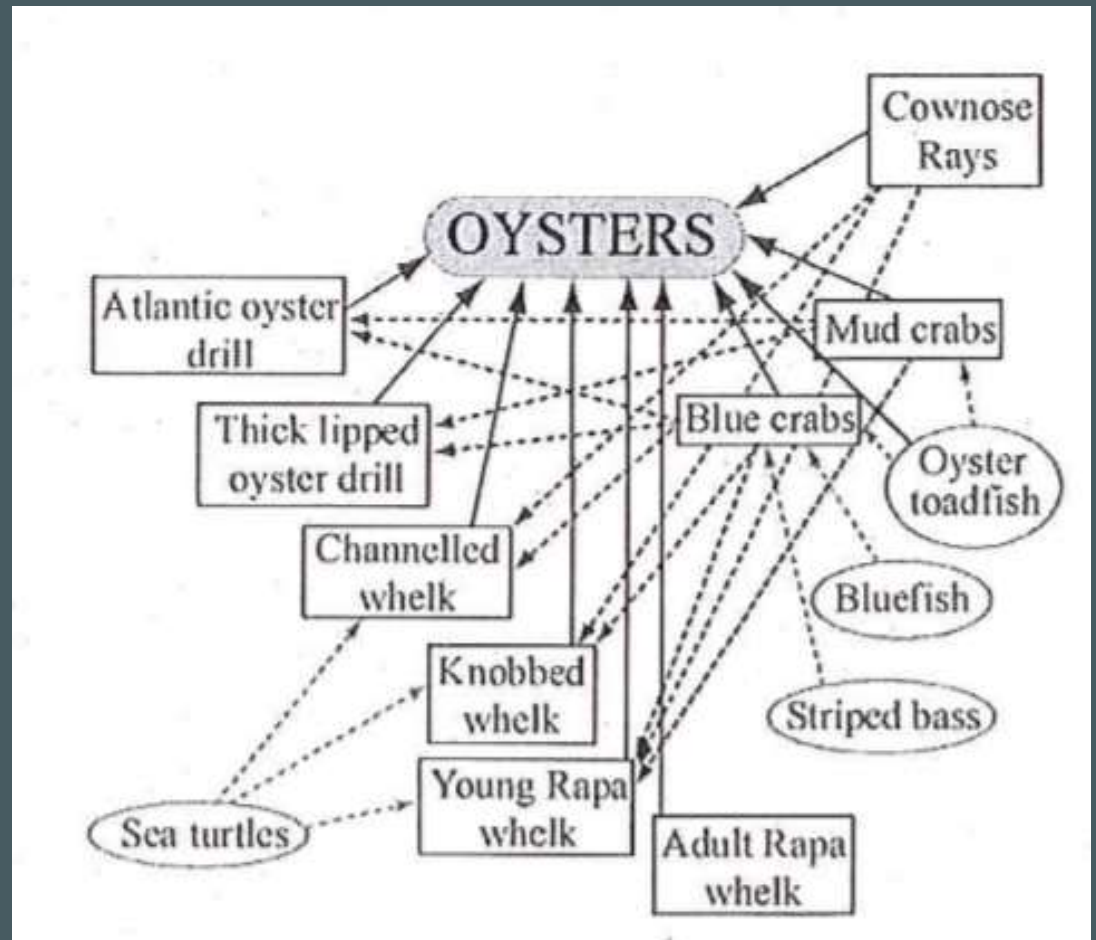 Cownose
Rays
OYSTERS
Atlantic oyster
drill
Mud crabs
Thick lipped
oyster drill
Blue crabs
Oyster
toadfish
Channelled
whelk
Bluefish
Knobbed
whelk
Striped bass
Young Rapa
whelk
Sea turtles
Adult Rapa
whelk